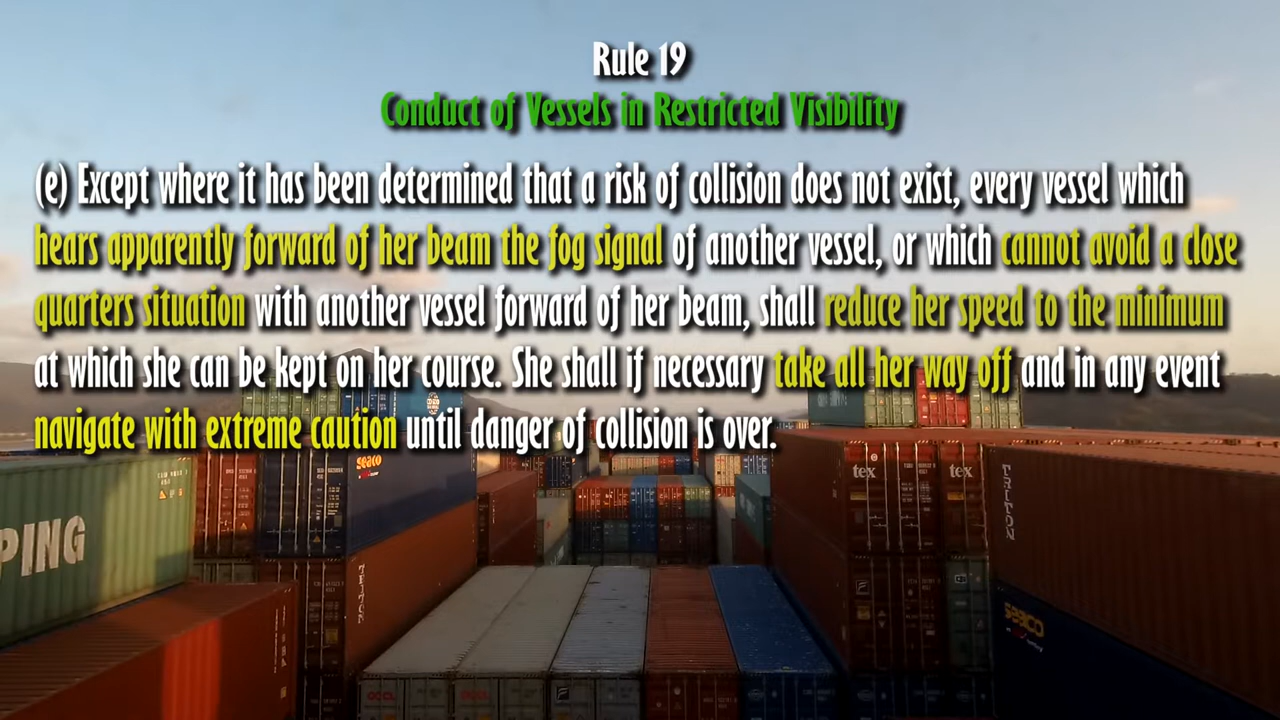 Rule 19
Conduct of Vessels in Restricted Visibility
(e) Except where it has been determined that a risk of collision does not exist, every vessel which
hears apparently forward of her beam the fog signal of another vessel, or which cannot avoid a close
quarters situation with another vessel forward of her beam, shall reduce her speed to the minimum
at which she can be kept on her course. She shall if necessary take all her way off and in any event
navigate with extreme caution until danger of collision is over.
seaco
tex
tex
TRITON
PING
TRITON
seaco